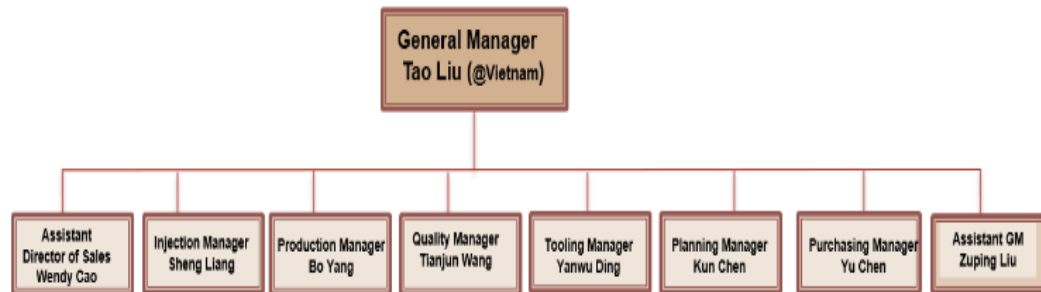 General Manager
Tao Liu (@Vietnam)
Assistant
Director of Sales
Wendy Cao
Injection Manager
Sheng Liang
Production Manager
Bo Yang
Quality Manager
Tianjun Wang
Tooling Manager
Yanwu Ding
Planning Manager
Kun Chen
Purchasing Manager
Yu Chen
Assistant GM
Zuping Liu